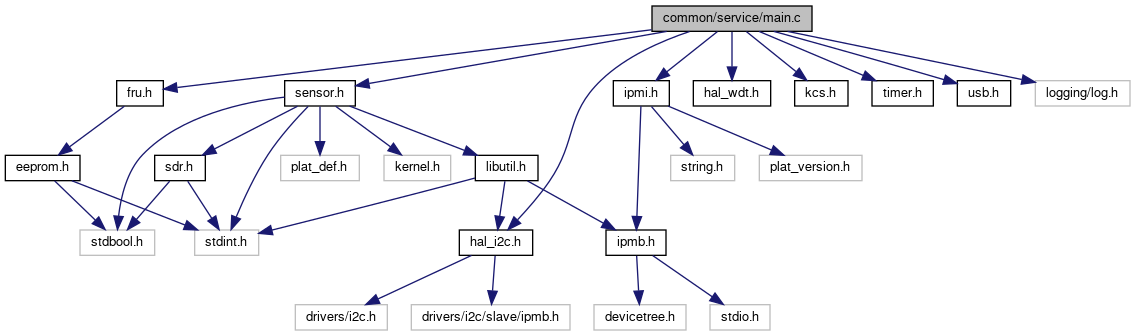 common/service/main.c
fru.h
sensor.h
ipmi.h
hal_wdt.h
kcs.h
timer.h
usb.h
logging/log.h
eeprom.h
sdr.h
plat_def.h
kernel.h
libutil.h
string.h
plat_version.h
stdbool.h
stdint.h
hal_i2c.h
ipmb.h
drivers/i2c.h
drivers/i2c/slave/ipmb.h
devicetree.h
stdio.h